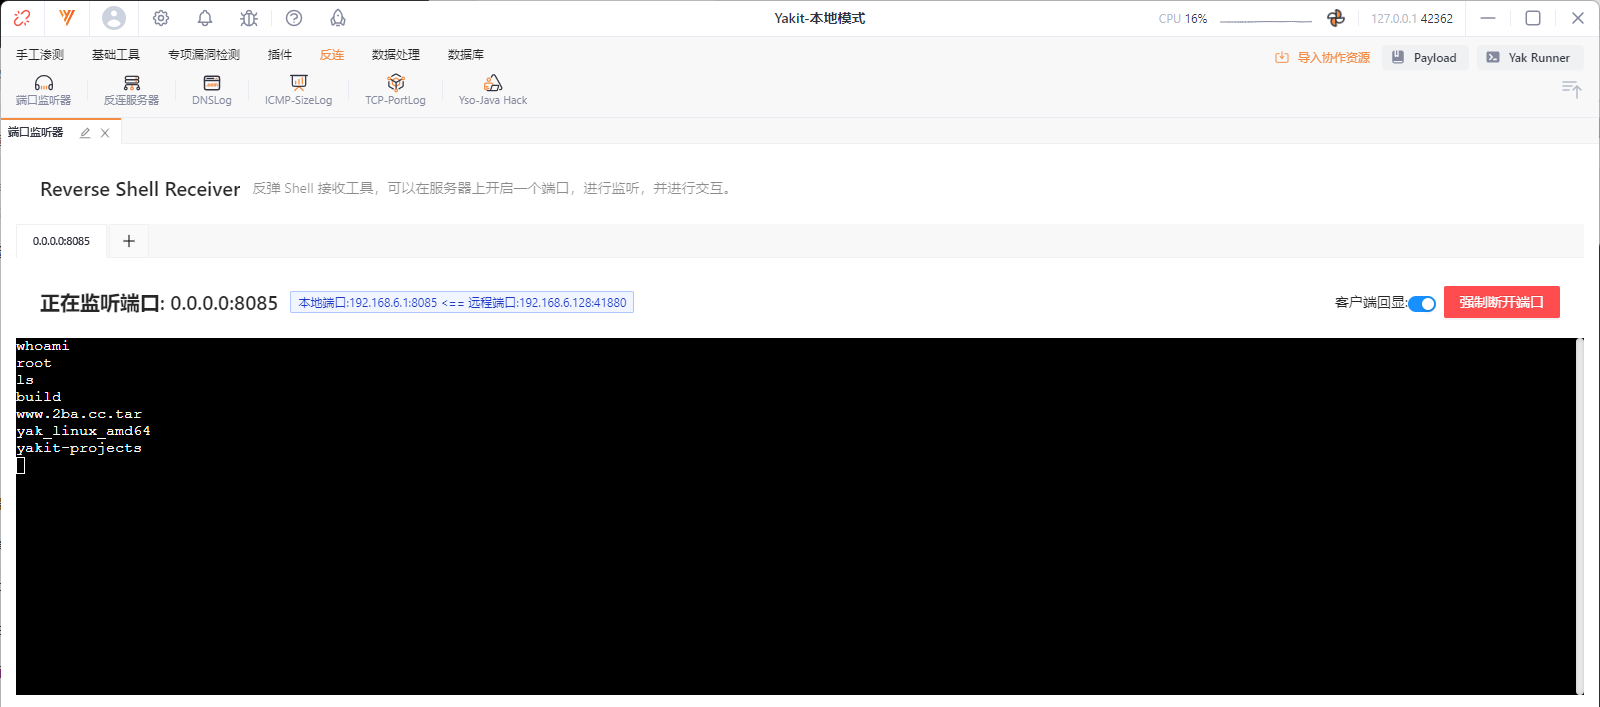 Yakit-本地模式
CPU 16%
127.0.0.1 42362
手工渗测 基础工具 专项漏洞检测 插件 反连 数据处理 数据库
导入协作资源 Payload Yak Runner
端口监听器 反连服务器 DNSLog ICMP-SizeLog TCP-PortLog Yso-Java Hack
端口监听器
Reverse Shell Receiver 反弹 Shell 接收工具，可以在服务器上开启一个端口，进行监听，并进行交互。
0.0.0.0:8085
正在监听端口: 0.0.0.0:8085 本地端口:192.168.6.1:8085 <== 远程端口:192.168.6.128:41880 客户端回显: 强制断开端口
whoami
root
ls
build
www.2ba.cc.tar
yak_linux_amd64
yakit-projects